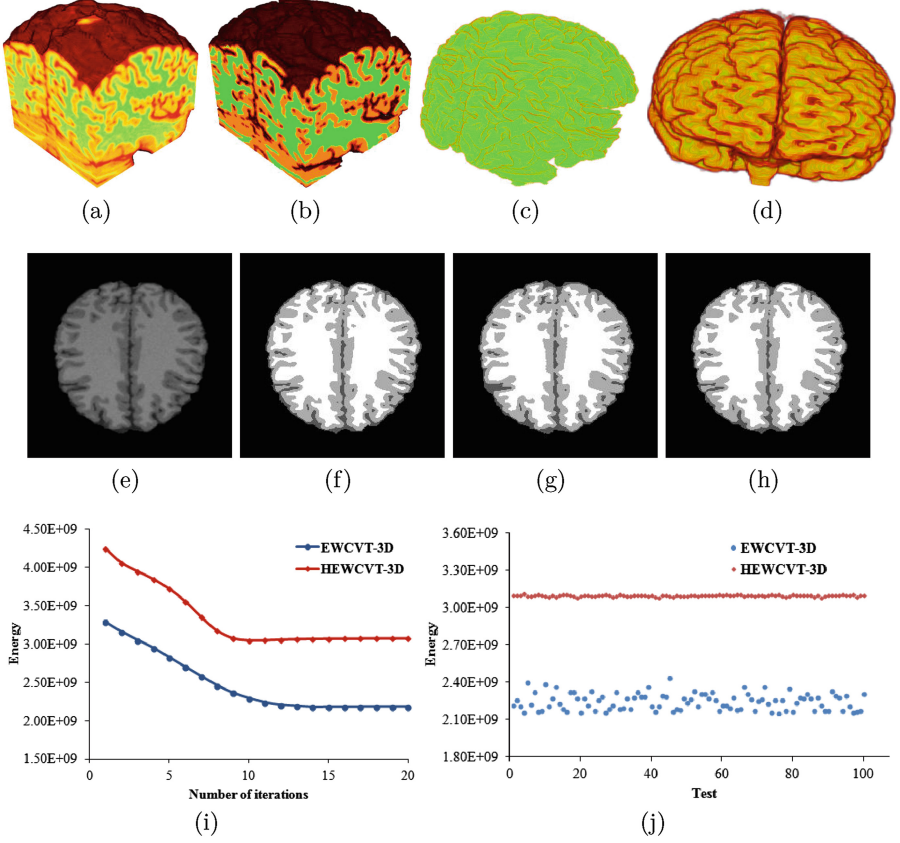 (a) (b) (c) (d)
(e) (f) (g) (h)
4.50E+09
4.00E+09
3.50E+09
3.00E+09
2.50E+09
2.00E+09
1.50E+09
Energy
EWCVT-3D
HEWCVT-3D
0 5 10 15 20
Number of iterations
(i)
3.60E+09
3.30E+09
3.00E+09
2.70E+09
2.40E+09
2.10E+09
1.80E+09
Energy
EWCVT-3D
HEWCVT-3D
0 20 40 60 80 100
Test
(j)